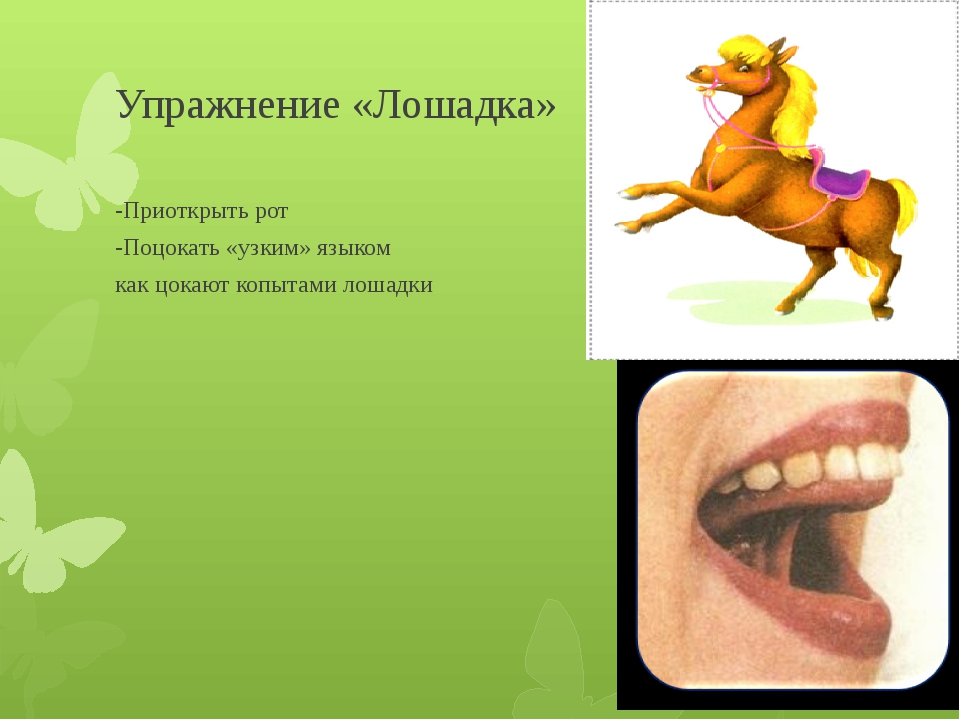 Упражнение «Лошадка»
-Приоткрыть рот
-Поцокать «узким» языком
как цокают копытами лошадки